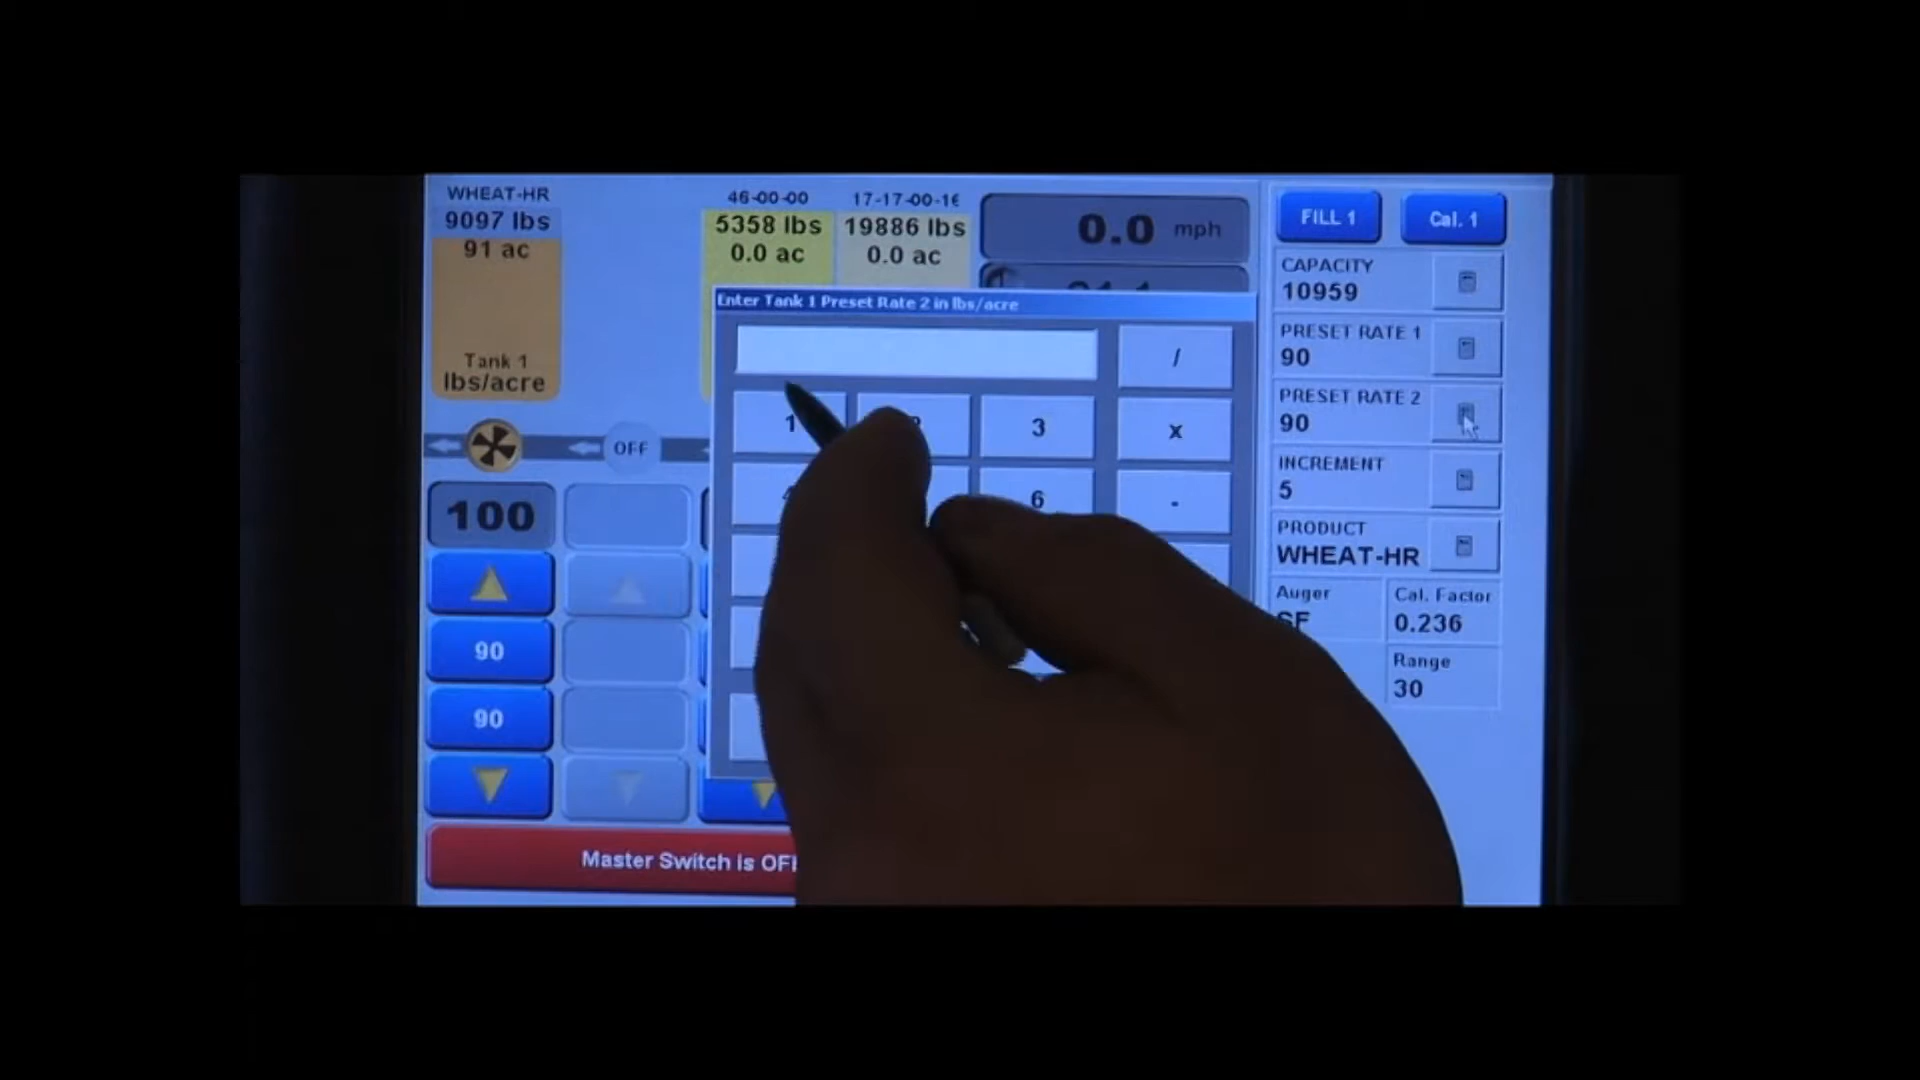 WHEAT-HR
9097 lbs
91 ac
Tank 1
lbs/acre
46-00-00
5358 lbs
0.0 ac
17-17-00-1
19886 lbs
0.0 ac
0.0 mph
FILL 1
Cal. 1
CAPACITY
10959
PRESET RATE 1
90
PRESET RATE 2
90
INCREMENT
5
PRODUCT
WHEAT-HR
Auger
Cal. Factor
0.236
Range
30
Enter Tank 1 Preset Rate 2 in lbs/acre
/
1
3
x
6
-
OFF
100
90
90
Master Switch is OF